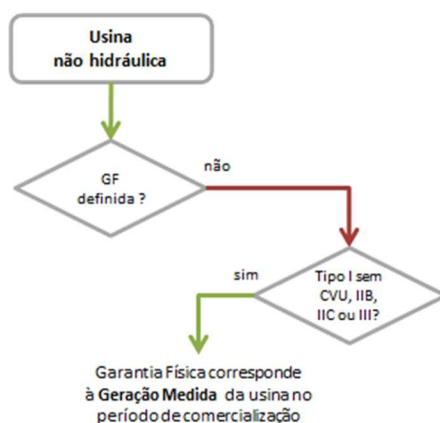 Usina
não hidráulica
GF
definida ?
não
Tipo I sem
CVU, IIB,
IIC ou III?
sim
Garantia Física corresponde
à Geração Medida da usina no
período de comercialização